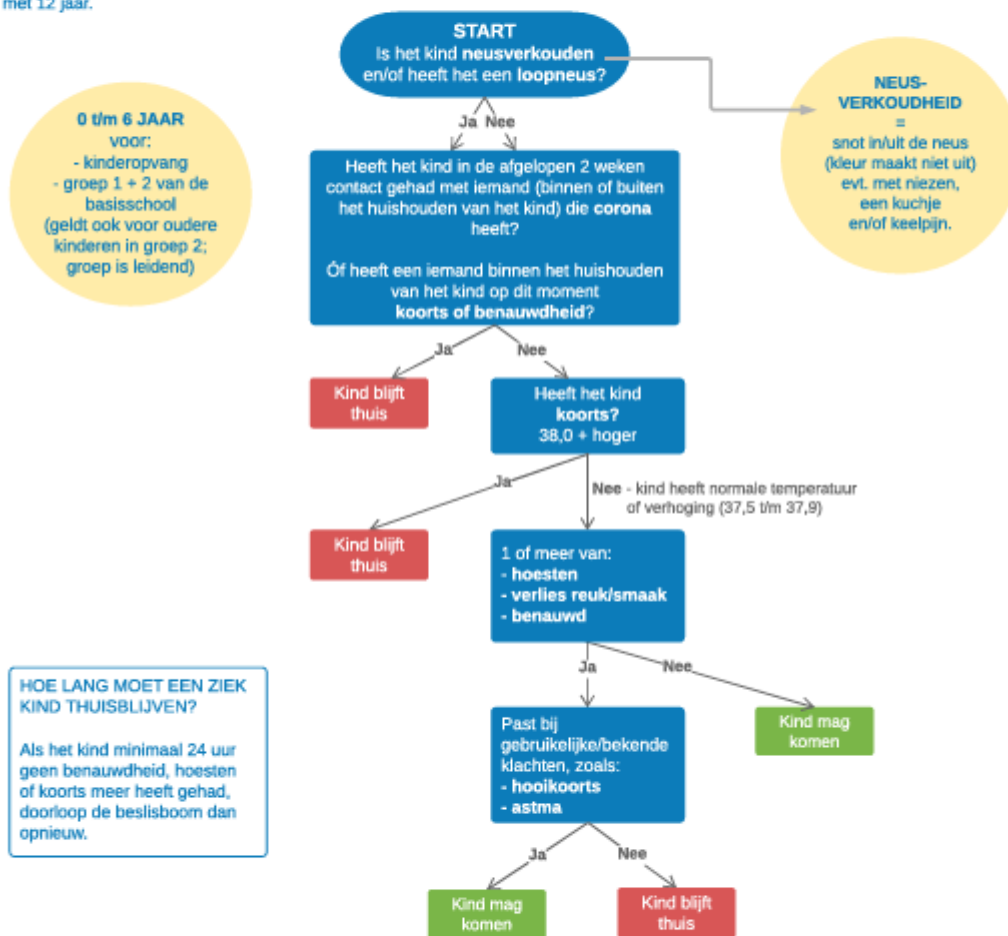 met 12 jaar.
START
Is het kind neusverkouden
en/of heeft het een loopneus?
NEUS-
VERKOUDHEID
=
snot in/uit de neus
(kleur maakt niet uit)
evt. met niezen,
een kuchje
en/of keelpijn.
0 t/m 6 JAAR
voor:
- kinderopvang
- groep 1 + 2 van de
basisschool
(geldt ook voor oudere
kinderen in groep 2;
groep is leidend)
Ja Nee
Heeft het kind in de afgelopen 2 weken
contact gehad met iemand (binnen of buiten
het huishouden van het kind) die corona
heeft?
Óf heeft een iemand binnen het huishouden
van het kind op dit moment
koorts of benauwdheid?
Ja
Nee
Kind blijft
thuis
Heeft het kind
koorts?
38,0 + hoger
Ja
Nee - kind heeft normale temperatuur
of verhoging (37,5 t/m 37,9)
Kind blijft
thuis
1 of meer van:
- hoesten
- verlies reuk/smaak
- benauwd
Ja
Nee
HOE LANG MOET EEN ZIEK
KIND THUISBLIJVEN?
Als het kind minimaal 24 uur
geen benauwdheid, hoesten
of koorts meer heeft gehad,
doorloop de beslisboom dan
opnieuw.
Past bij
gebruikelijke/bekende
klachten, zoals:
- hooikoorts
- astma
Kind mag
komen
Ja
Nee
Kind mag
komen
Kind blijft
thuis